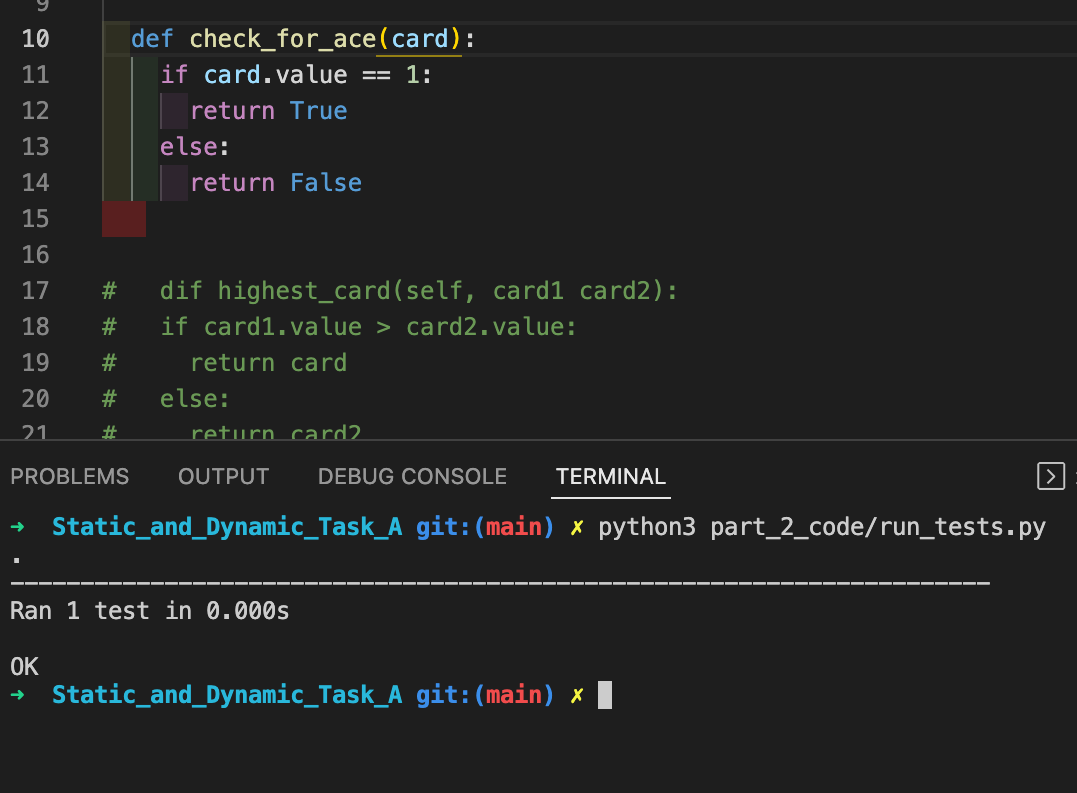 9
10 def check_for_ace(card):
11 if card.value == 1:
12 return True
13 else:
14 return False
15
16
17 # dif highest_card(self, card1 card2):
18 # if card1.value > card2.value:
19 # return card
20 # else:
21 # return card2
PROBLEMS OUTPUT DEBUG CONSOLE TERMINAL
→ Static_and_Dynamic_Task_A git:(main) ✗ python3 part_2_code/run_tests.py
.
----------------------------------------------------------------------
Ran 1 test in 0.000s
OK
→ Static_and_Dynamic_Task_A git:(main) ✗